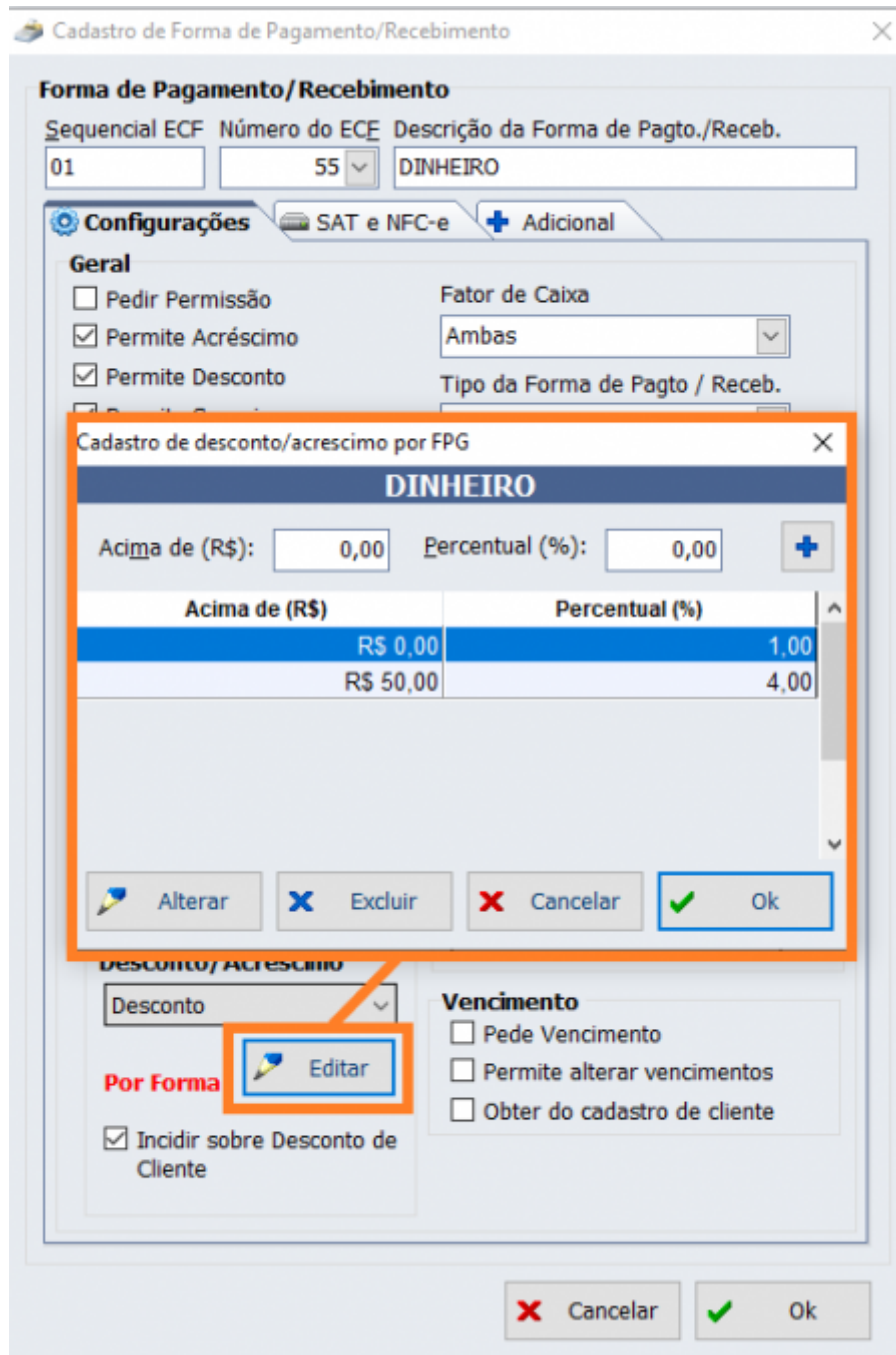 Cadastro de Forma de Pagamento/Recebimento
Forma de Pagamento/Recebimento
Sequencial ECF Número do ECF Descrição da Forma de Pagto./Receb.
01 55 DINHEIRO
Configurações SAT e NFC-e Adicional
Geral
Pedir Permissão Fator de Caixa
Permite Acréscimo Ambas
Permite Desconto Tipo da Forma de Pagto / Receb.
Cadastro de desconto/acrescimo por FPG
DINHEIRO
Acima de (R$): 0,00 Percentual (%): 0,00
Acima de (R$) Percentual (%)
R$ 0,00 1,00
R$ 50,00 4,00
Alterar Excluir Cancelar Ok
Desconto/Acréscimo
Desconto Vencimento
Pede Vencimento
Editar Permite alterar vencimentos
Por Forma
Obter do cadastro de cliente
Incidir sobre Desconto de
Cliente
Cancelar Ok